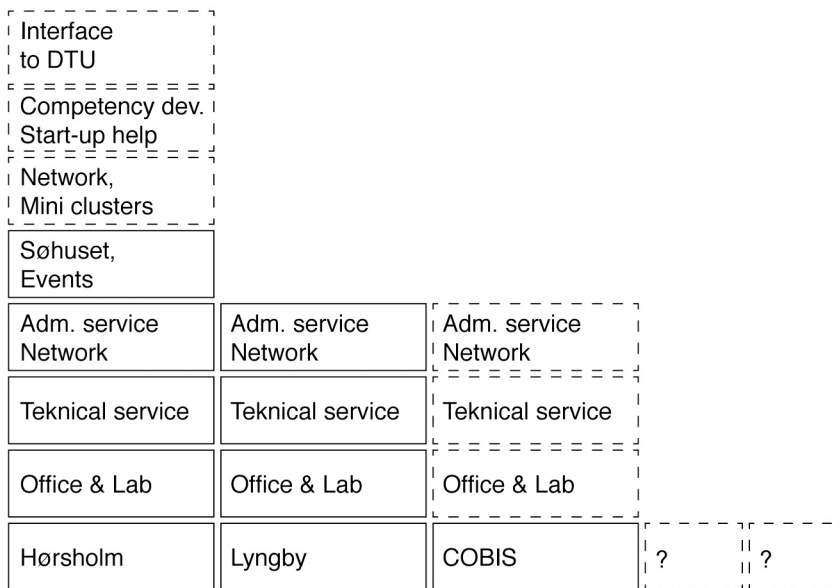 Interface
to DTU
Competency dev.
Start-up help
Network,
Mini clusters
Søhuset,
Events
Adm. service
Network
Adm. service
Network
Adm. service
Network
Teknical service
Teknical service
Teknical service
Office & Lab
Office & Lab
Office & Lab
Hørsholm
Lyngby
COBIS
?
?